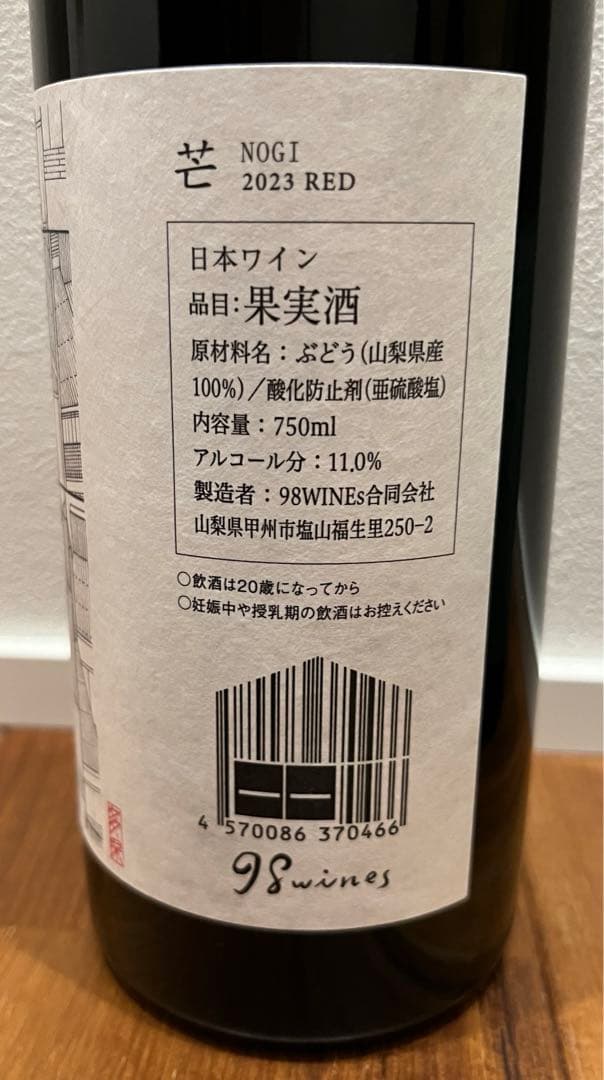 芒 NOGI
2023 RED
日本ワイン
品目:果実酒
原材料名：ぶどう(山梨県産
100%)／酸化防止剤(亜硫酸塩)
内容量：750ml
アルコール分：11.0%
製造者：98WINEs合同会社
山梨県甲州市塩山福生里250-2
○飲酒は20歳になってから
○妊娠中や授乳期の飲酒はお控えください
4 570086 370466
98wines